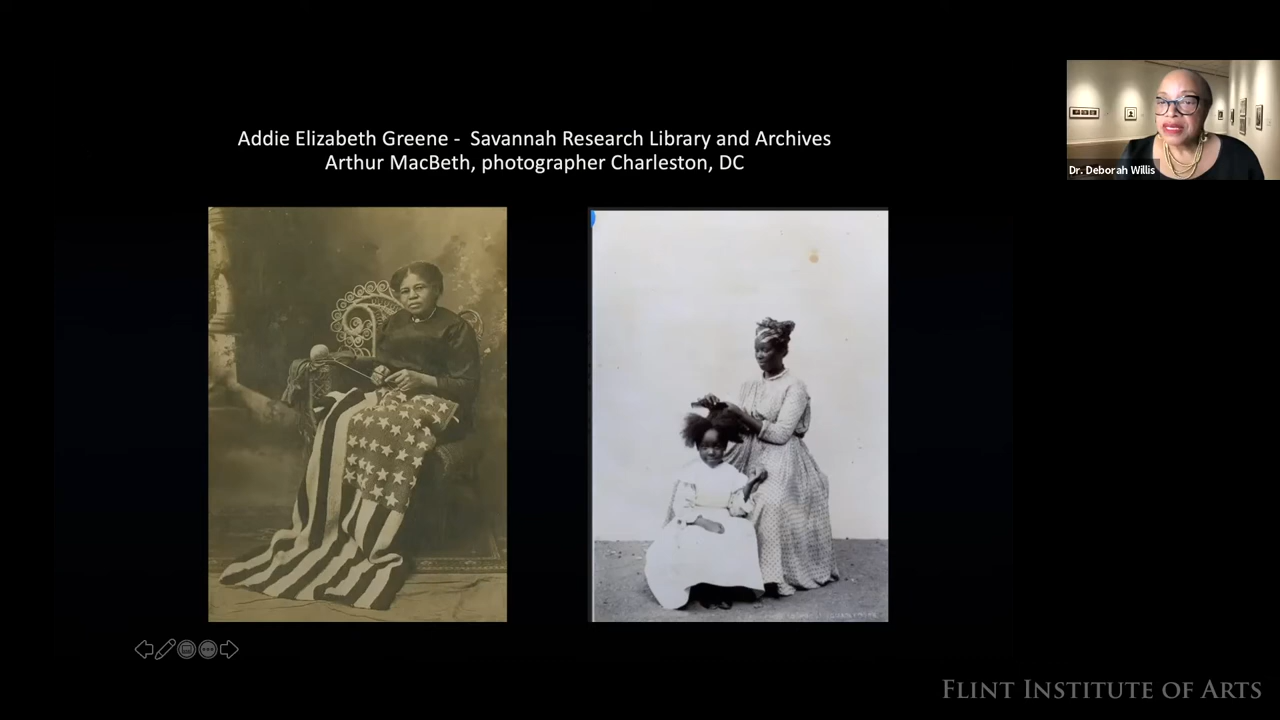 Addie Elizabeth Greene - Savannah Research Library and Archives
Arthur MacBeth, photographer Charleston, DC
Dr. Deborah Willis
FLINT INSTITUTE OF ARTS